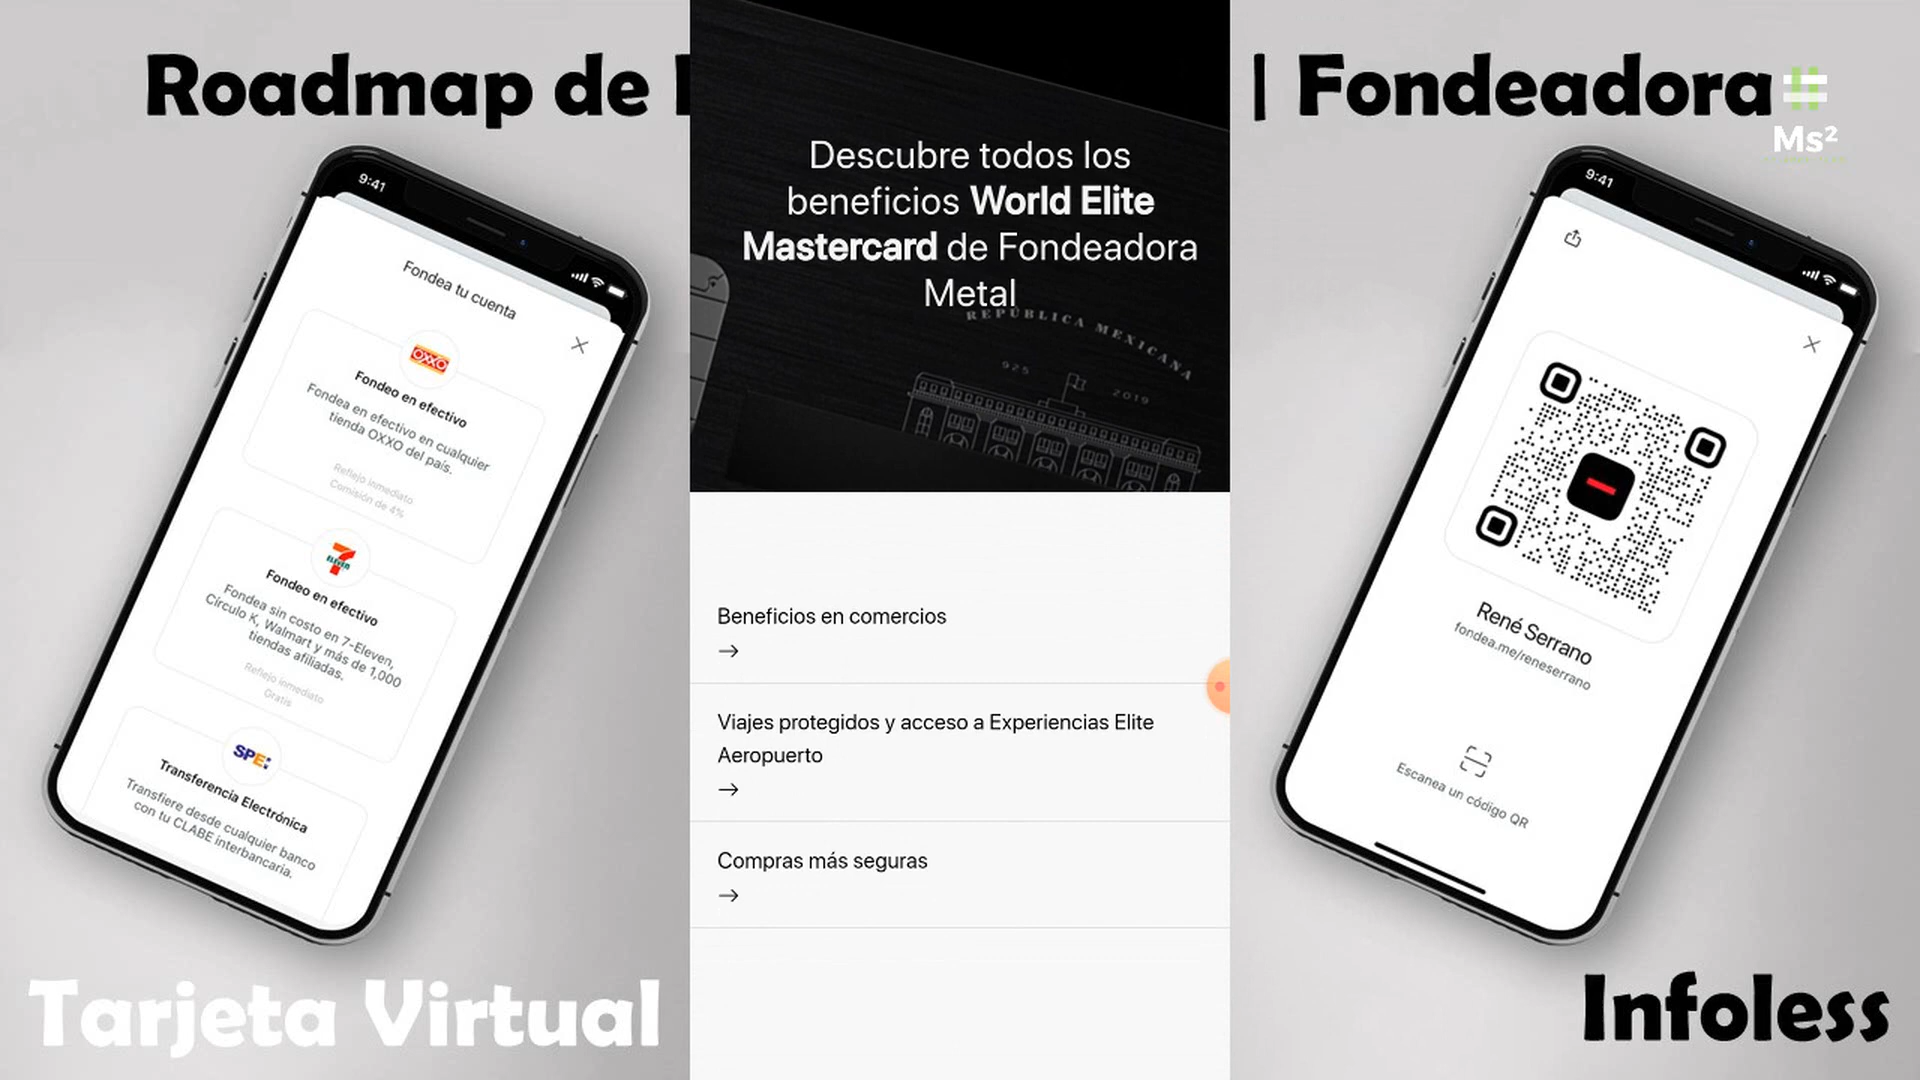 Roadmap de
| Fondeadora
Ms²
9:41
Fondea tu cuenta
OXXO
Fondeo en efectivo
Fondea en efectivo en cualquier
tienda OXXO del país.
Reflejo inmediato
Comisión de 4%
7
ELEVEN
Fondeo en efectivo
Fondea sin costo en 7-Eleven,
Círculo K, Walmart y más de 1,000
tiendas afiliadas.
Reflejo inmediato
Gratis
SPEI
Transferencia Electrónica
Transfiere desde cualquier banco
con tu CLABE interbancaria.
Tarjeta Virtual
Descubre todos los
beneficios World Elite
Mastercard de Fondeadora
Metal
REPÚBLICA MEXICANA
925
2019
Beneficios en comercios
→
Viajes protegidos y acceso a Experiencias Elite
Aeropuerto
→
Compras más seguras
→
9:41
René Serrano
fondea.me/reneserrano
Escanea un código QR
Infoless